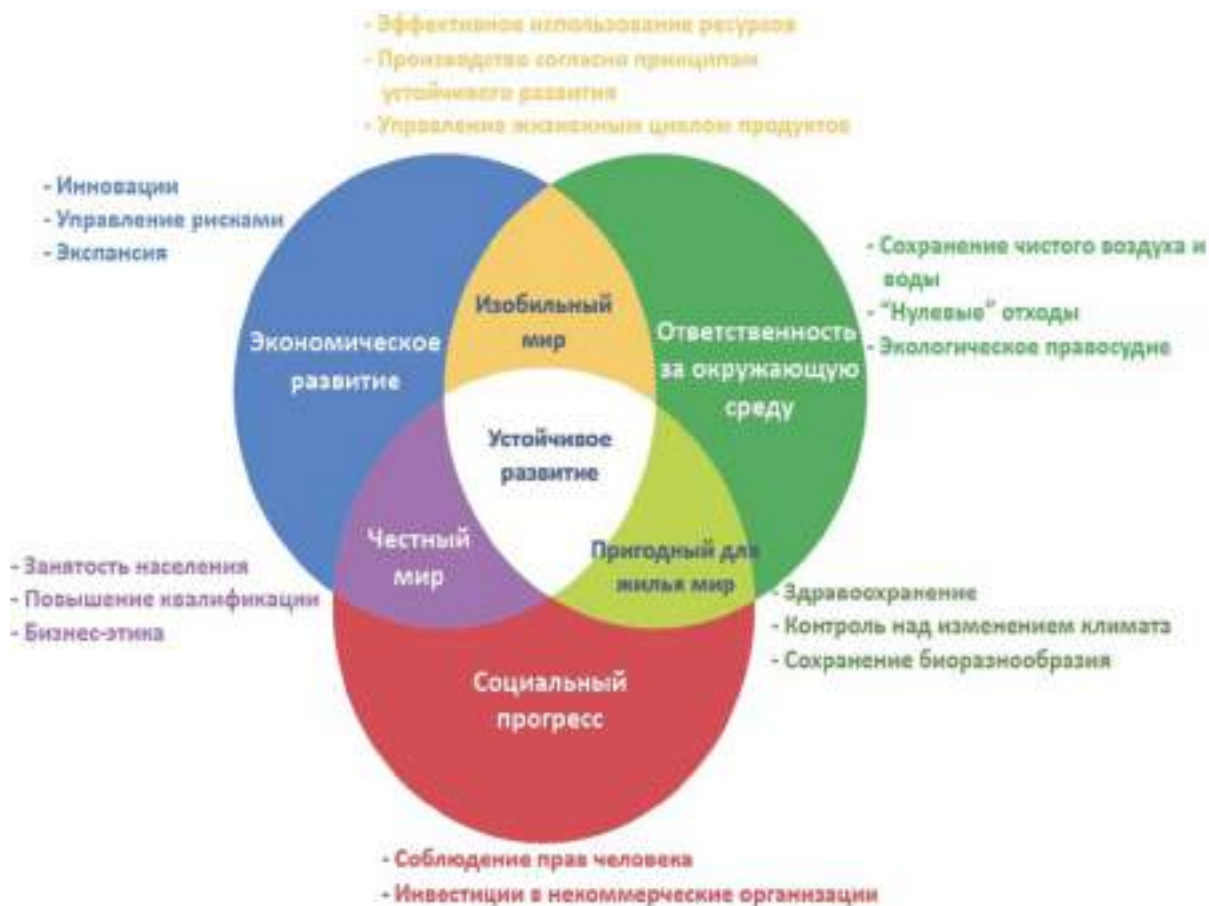 - Эффективное использование ресурсов
- Производство согласно принципам
устойчивого развития
- Управление жизненным циклом продуктов
- Инновации
- Управление рисками
- Экспансия
- Сохранение чистого воздуха и
воды
- "Нулевые" отходы
- Экологическое правосудие
Изобильный
мир
Экономическое
развитие
Ответственность
за окружающую
среду
Устойчивое
развитие
Честный
мир
Пригодный для
жилья мир
- Занятость населения
- Повышение квалификации
- Бизнес-этика
- Здравоохранение
- Контроль над изменением климата
- Сохранение биоразнообразия
Социальный
прогресс
- Соблюдение прав человека
- Инвестиции в некоммерческие организации